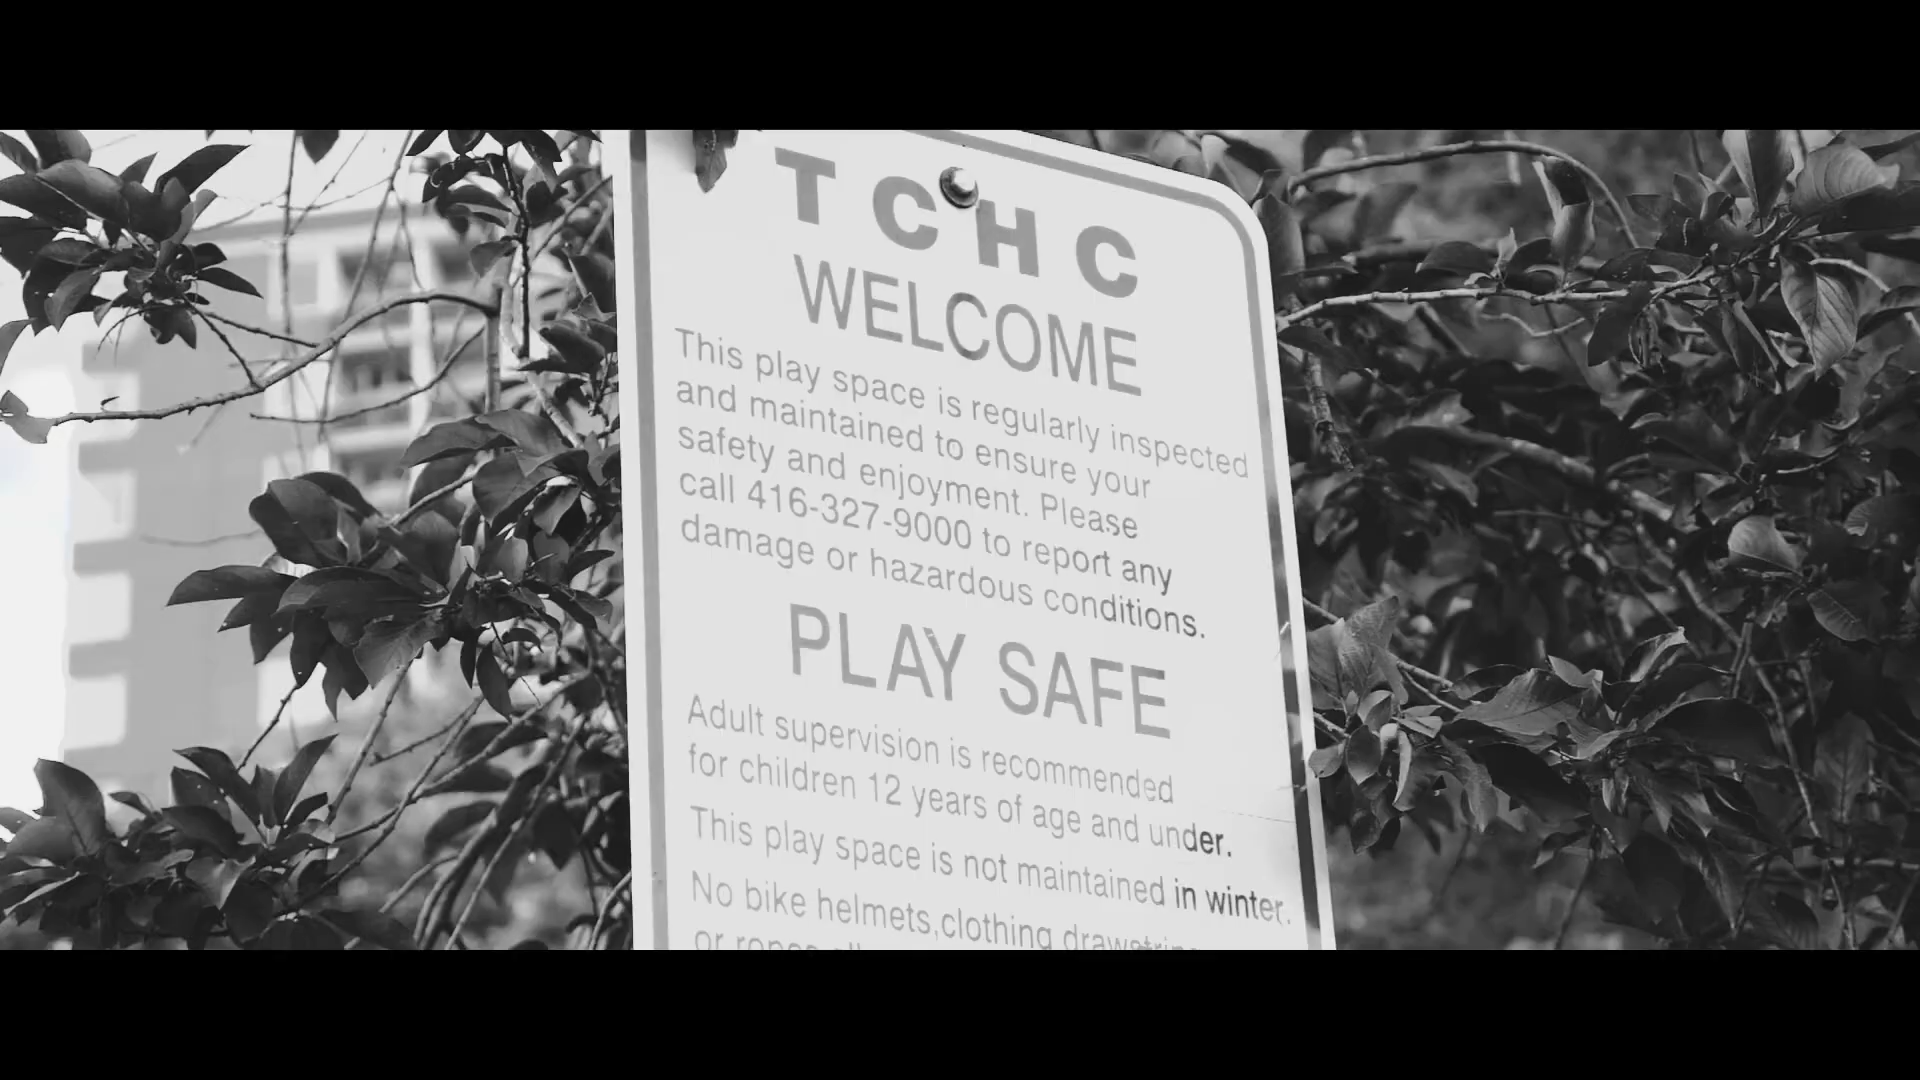 T C H C
WELCOME
This play space is regularly inspected
and maintained to ensure your
safety and enjoyment. Please
call 416-327-9000 to report any
damage or hazardous conditions.
PLAY SAFE
Adult supervision is recommended
for children 12 years of age and under.
This play space is not maintained in winter.
No bike helmets,clothing
or ropes